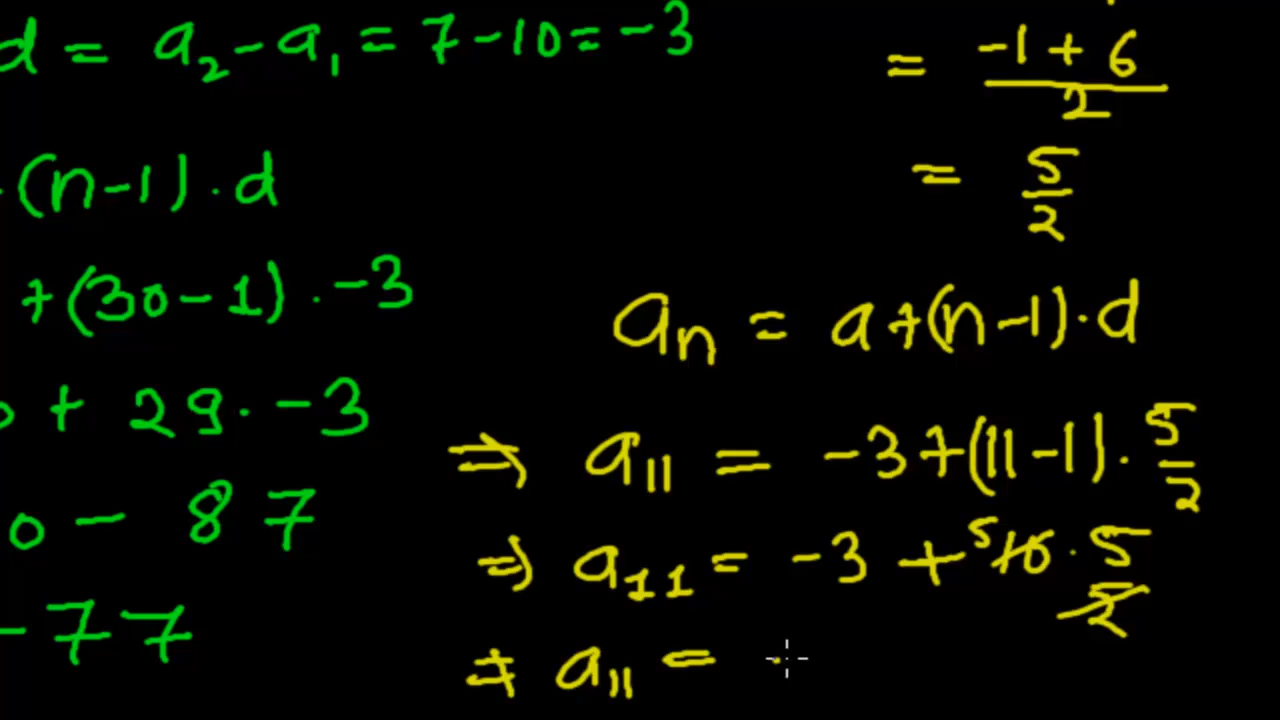 d = a₂ - a₁ = 7 - 10 = -3
(n-1) . d
+ (30 - 1) . -3
+ 29 . -3
0 - 87
- 77
= -1 + 6 / 2
= 5/2
aₙ = a + (n-1) . d
⇒ a₁₁ = -3 + (11-1) . 5/2
⇒ a₁₁ = -3 + ⁵10 . 5/2
⇒ a₁₁ =